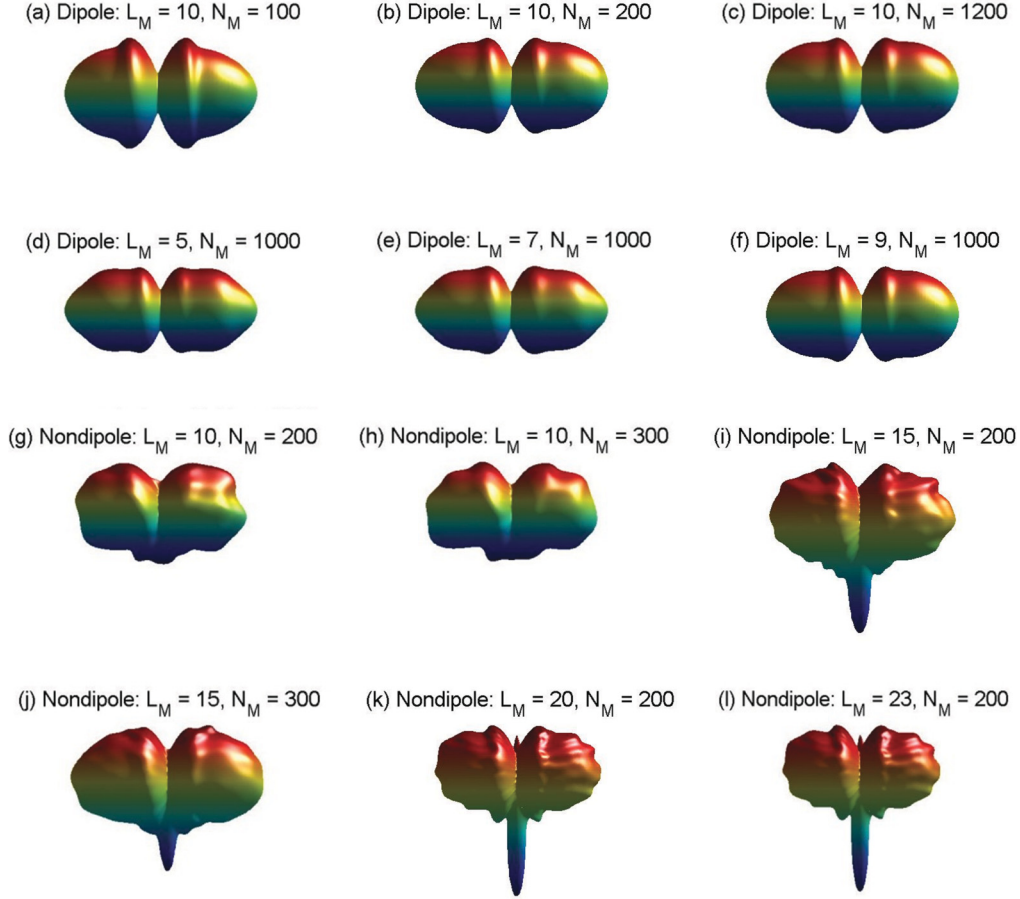 (a) Dipole: L_M = 10, N_M = 100
(b) Dipole: L_M = 10, N_M = 200
(c) Dipole: L_M = 10, N_M = 1200
(d) Dipole: L_M = 5, N_M = 1000
(e) Dipole: L_M = 7, N_M = 1000
(f) Dipole: L_M = 9, N_M = 1000
(g) Nondipole: L_M = 10, N_M = 200
(h) Nondipole: L_M = 10, N_M = 300
(i) Nondipole: L_M = 15, N_M = 200
(j) Nondipole: L_M = 15, N_M = 300
(k) Nondipole: L_M = 20, N_M = 200
(l) Nondipole: L_M = 23, N_M = 200